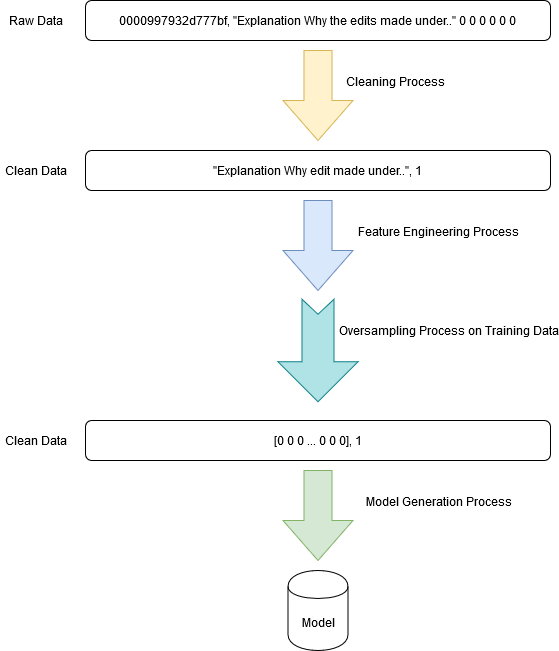 Raw Data
0000997932d777bf, "Explanation Why the edits made under.." 0 0 0 0 0 0
Cleaning Process
Clean Data
"Explanation Why edit made under..", 1
Feature Engineering Process
Oversampling Process on Training Data
Clean Data
[0 0 0 ... 0 0 0], 1
Model Generation Process
Model